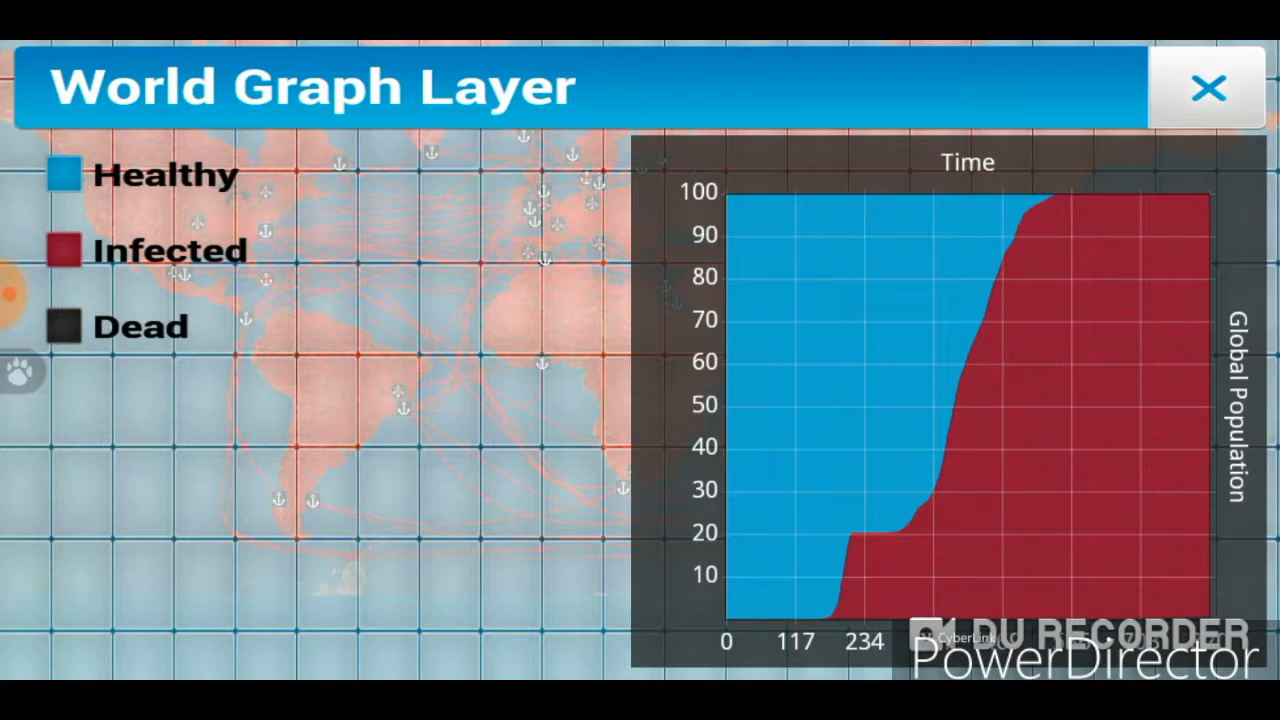 World Graph Layer
Healthy
Infected
Dead
Time
100
90
80
70
60
50
40
30
20
10
Global Population
0 117 234
DU RECORDER
CyberLink
PowerDirector